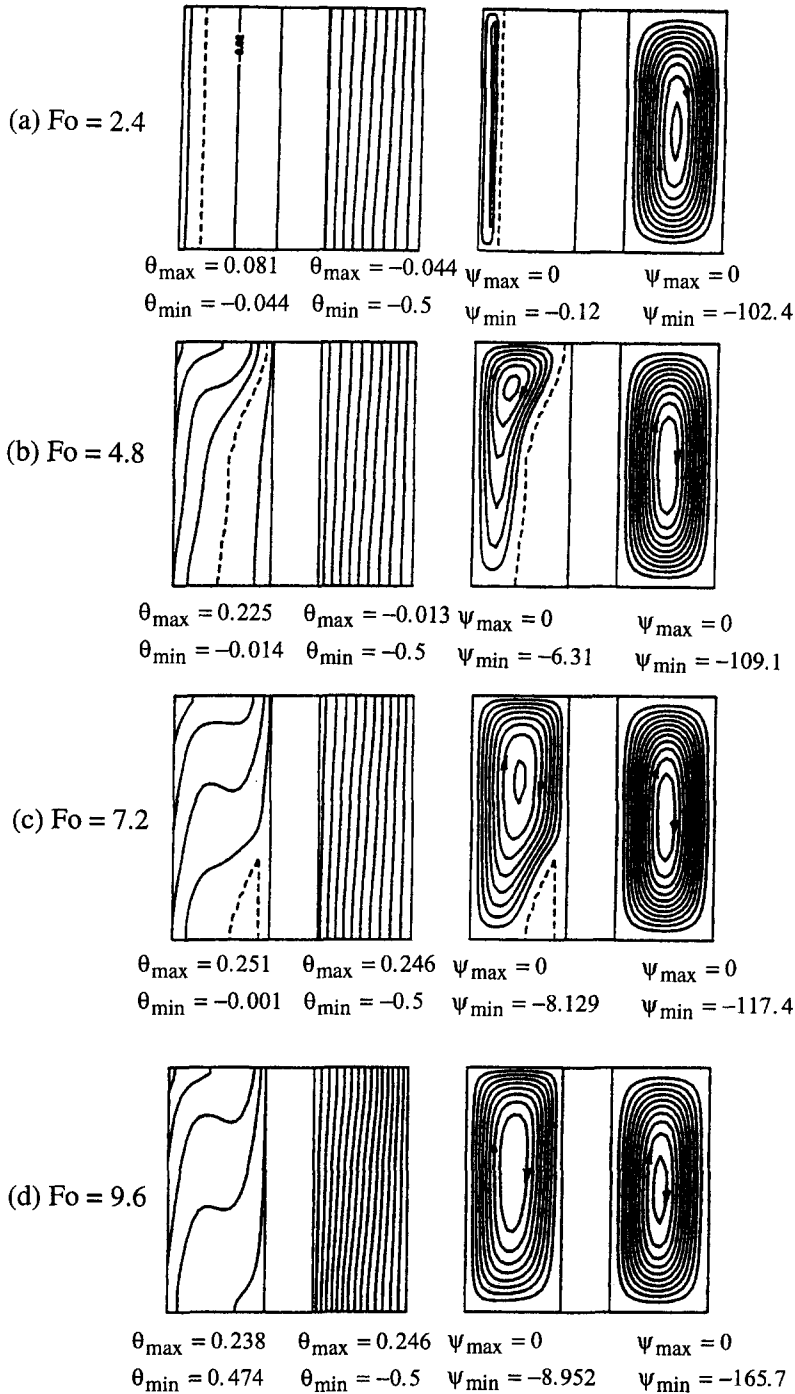 (a) Fo = 2.4
θmax = 0.081 θmax = −0.044 ψmax = 0 ψmax = 0
θmin = −0.044 θmin = −0.5 ψmin = −0.12 ψmin = −102.4
(b) Fo = 4.8
θmax = 0.225 θmax = −0.013 ψmax = 0 ψmax = 0
θmin = −0.014 θmin = −0.5 ψmin = −6.31 ψmin = −109.1
(c) Fo = 7.2
θmax = 0.251 θmax = 0.246 ψmax = 0 ψmax = 0
θmin = −0.001 θmin = −0.5 ψmin = −8.129 ψmin = −117.4
(d) Fo = 9.6
θmax = 0.238 θmax = 0.246 ψmax = 0 ψmax = 0
θmin = 0.474 θmin = −0.5 ψmin = −8.952 ψmin = −165.7